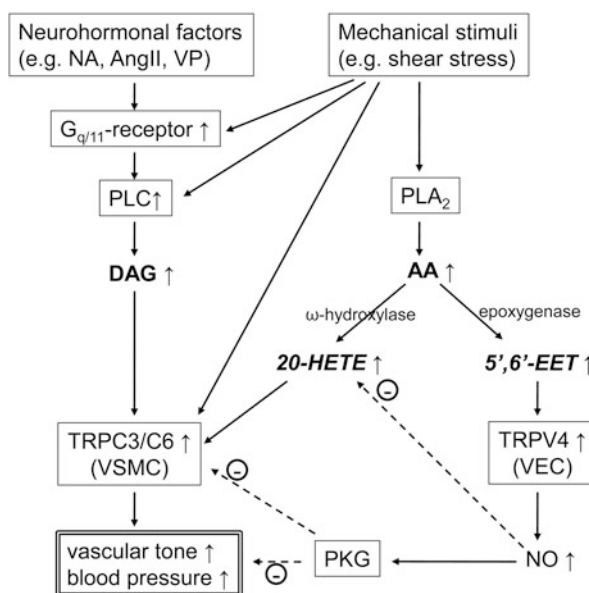 Neurohormonal factors
(e.g. NA, AngII, VP)
Mechanical stimuli
(e.g. shear stress)
Gq/11-receptor ↑
PLC↑
PLA2
DAG ↑
AA ↑
ω-hydroxylase
epoxygenase
20-HETE ↑
5’,6’-EET ↑
TRPC3/C6 ↑
(VSMC)
TRPV4 ↑
(VEC)
vascular tone ↑
blood pressure ↑
PKG
NO ↑